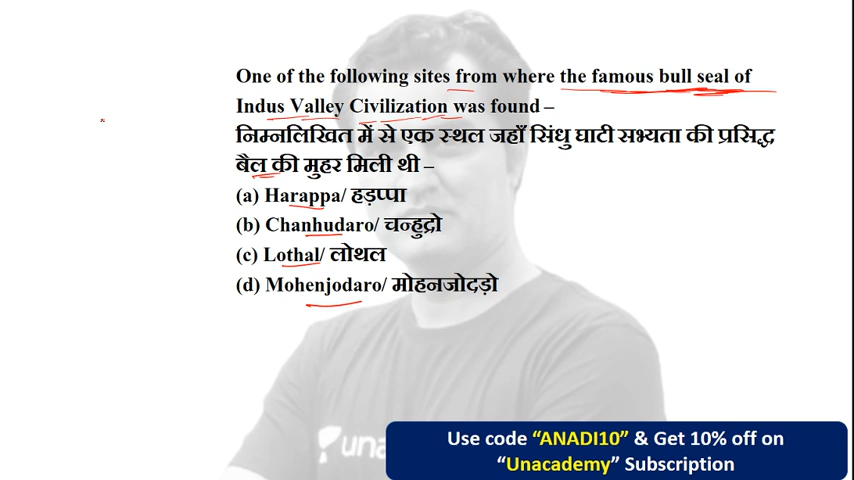 One of the following sites from where the famous bull seal of
Indus Valley Civilization was found –
निम्नलिखित में से एक स्थल जहाँ सिंधु घाटी सभ्यता की प्रसिद्ध
बैल की मुहर मिली थी –
(a) Harappa/ हड़प्पा
(b) Chanhudaro/ चन्हुद्रो
(c) Lothal/ लोथल
(d) Mohenjodaro/ मोहनजोदड़ो
una
Use code “ANADI10” & Get 10% off on
“Unacademy” Subscription